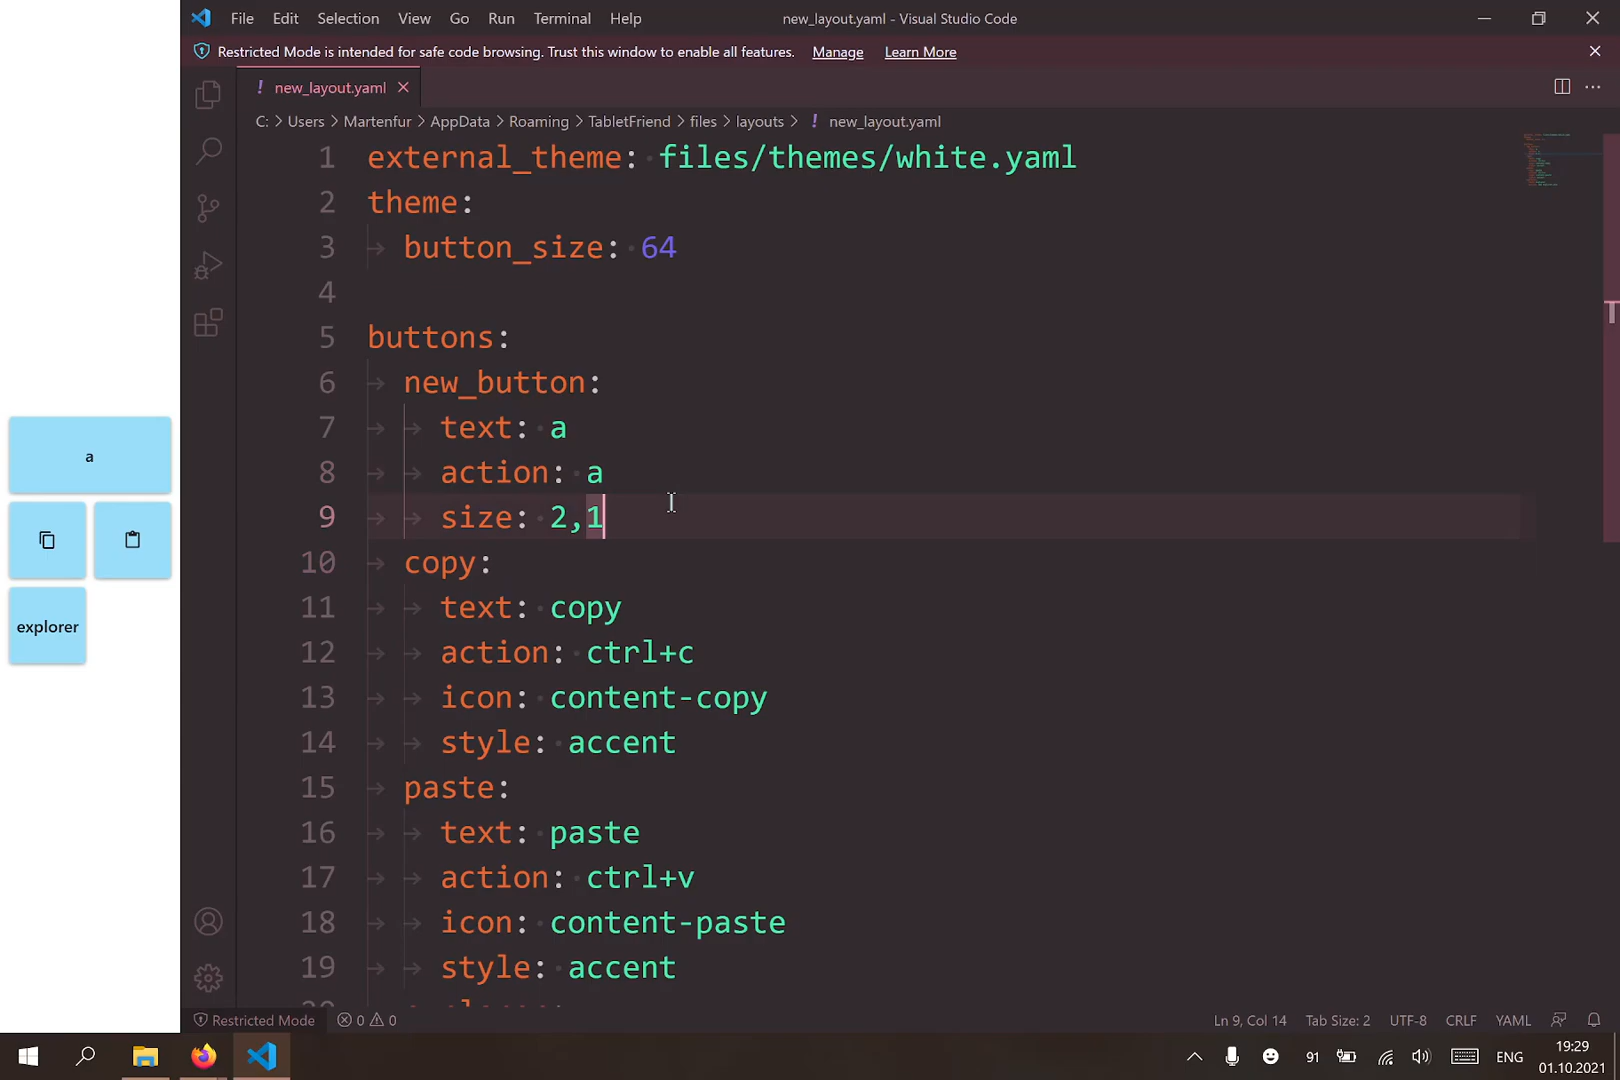 File Edit Selection View Go Run Terminal Help
new_layout.yaml - Visual Studio Code
Restricted Mode is intended for safe code browsing. Trust this window to enable all features. Manage Learn More
! new_layout.yaml
C: > Users > Martenfur > AppData > Roaming > TabletFriend > files > layouts > ! new_layout.yaml
1 external_theme: files/themes/white.yaml
2 theme:
3 button_size: 64
4
5 buttons:
6 new_button:
7 text: a
8 action: a
9 size: 2,1
10 copy:
11 text: copy
12 action: ctrl+c
13 icon: content-copy
14 style: accent
15 paste:
16 text: paste
17 action: ctrl+v
18 icon: content-paste
19 style: accent
a
explorer
Restricted Mode 0 0
Ln 9, Col 14 Tab Size: 2 UTF-8 CRLF YAML
91 ENG
19:29
01.10.2021